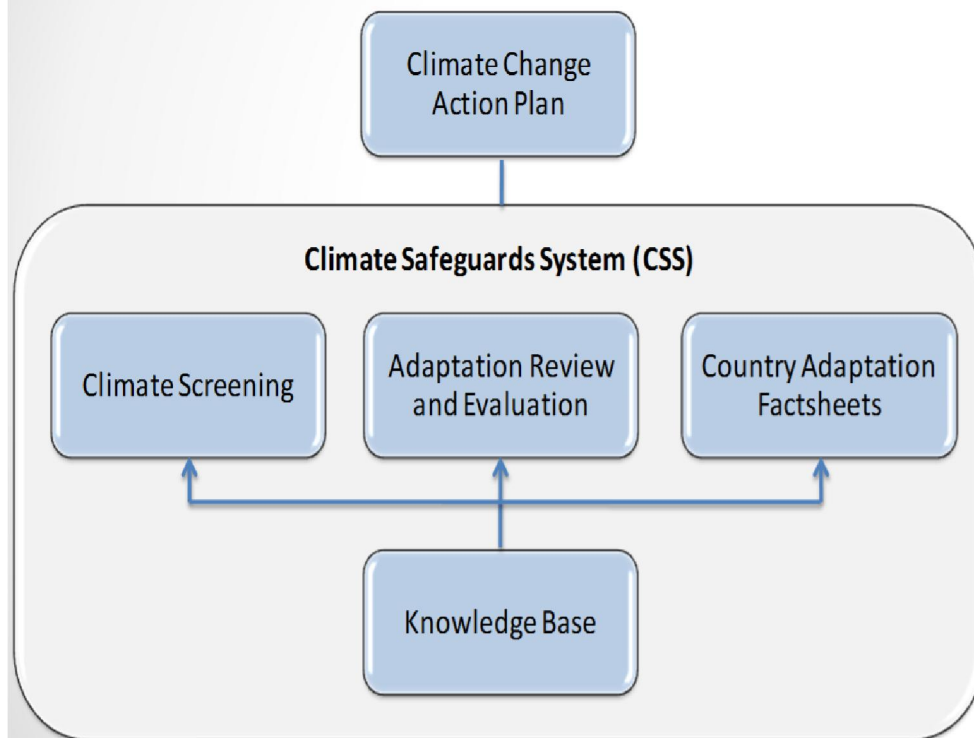 Climate Change
Action Plan
Climate Safeguards System (CSS)
Climate Screening
Adaptation Review
and Evaluation
Country Adaptation
Factsheets
Knowledge Base